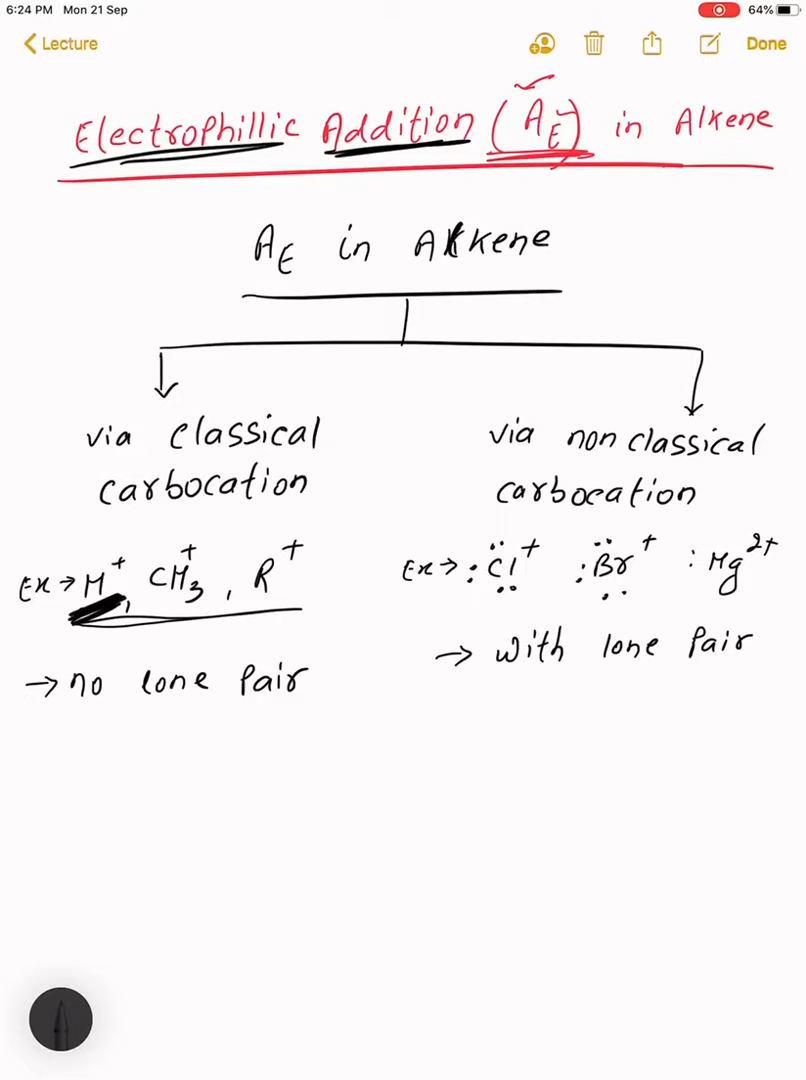 6:24 PM Mon 21 Sep 64%
Lecture Done
Electrophillic Addition (AE) in Alkene
AE in Alkene
via classical carbocation
via non classical carbocation
Ex → H⁺, CH₃⁺, R⁺
Ex → :Cl⁺ :Br⁺ :Hg²⁺
→ no lone pair
→ with lone pair